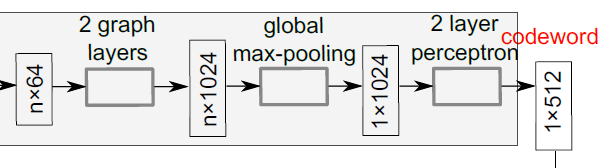 2 graph
layers
global
max-pooling
2 layer
perceptron
codeword
n×64
n×1024
1×1024
1×512